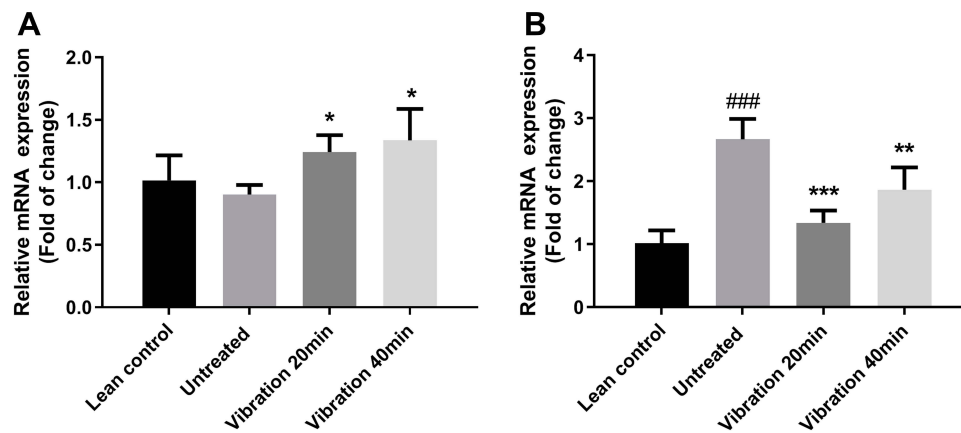 A
Relative mRNA expression
(Fold of change)
2.0
1.5
1.0
0.5
0.0
*
*
Lean control
Untreated
Vibration 20min
Vibration 40min
B
Relative mRNA expression
(Fold of change)
4
3
2
1
0
###
***
**
Lean control
Untreated
Vibration 20min
Vibration 40min